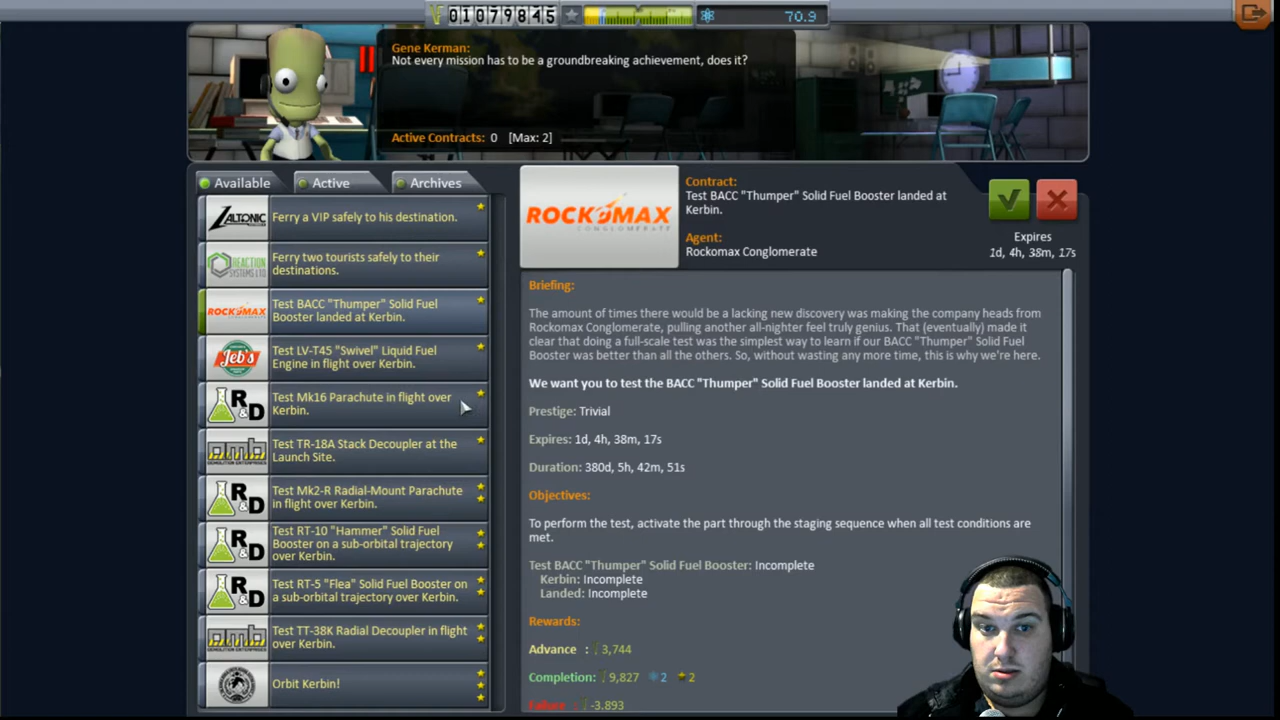 01079845
70.9
Gene Kerman:
Not every mission has to be a groundbreaking achievement, does it?
Active Contracts: 0 [Max: 2]
Available
Active
Archives
ZALTONIC
Ferry a VIP safely to his destination.
REACTION
SYSTEMS LTD
Ferry two tourists safely to their
destinations.
ROCKOMAX
Test BACC "Thumper" Solid Fuel
Booster landed at Kerbin.
Jeb's
Test LV-T45 "Swivel" Liquid Fuel
Engine in flight over Kerbin.
R&D
Test Mk16 Parachute in flight over
Kerbin.
omb
Test TR-18A Stack Decoupler at the
Launch Site.
R&D
Test Mk2-R Radial-Mount Parachute
in flight over Kerbin.
R&D
Test RT-10 "Hammer" Solid Fuel
Booster on a sub-orbital trajectory
over Kerbin.
R&D
Test RT-5 "Flea" Solid Fuel Booster on
a sub-orbital trajectory over Kerbin.
omb
Test TT-38K Radial Decoupler in flight
over Kerbin.
Orbit Kerbin!
ROCKOMAX
CONGLOMERATE
Contract:
Test BACC "Thumper" Solid Fuel Booster landed at
Kerbin.
Agent:
Rockomax Conglomerate
Expires
1d, 4h, 38m, 17s
Briefing:
The amount of times there would be a lacking new discovery was making the company heads from
Rockomax Conglomerate, pulling another all-nighter feel truly genius. That (eventually) made it
clear that doing a full-scale test was the simplest way to learn if our BACC "Thumper" Solid Fuel
Booster was better than all the others. So, without wasting any more time, this is why we're here.
We want you to test the BACC "Thumper" Solid Fuel Booster landed at Kerbin.
Prestige: Trivial
Expires: 1d, 4h, 38m, 17s
Duration: 380d, 5h, 42m, 51s
Objectives:
To perform the test, activate the part through the staging sequence when all test conditions are
met.
Test BACC "Thumper" Solid Fuel Booster: Incomplete
Kerbin: Incomplete
Landed: Incomplete
Rewards:
Advance : 3,744
Completion: 9,827 2 2
Failure : -3,893